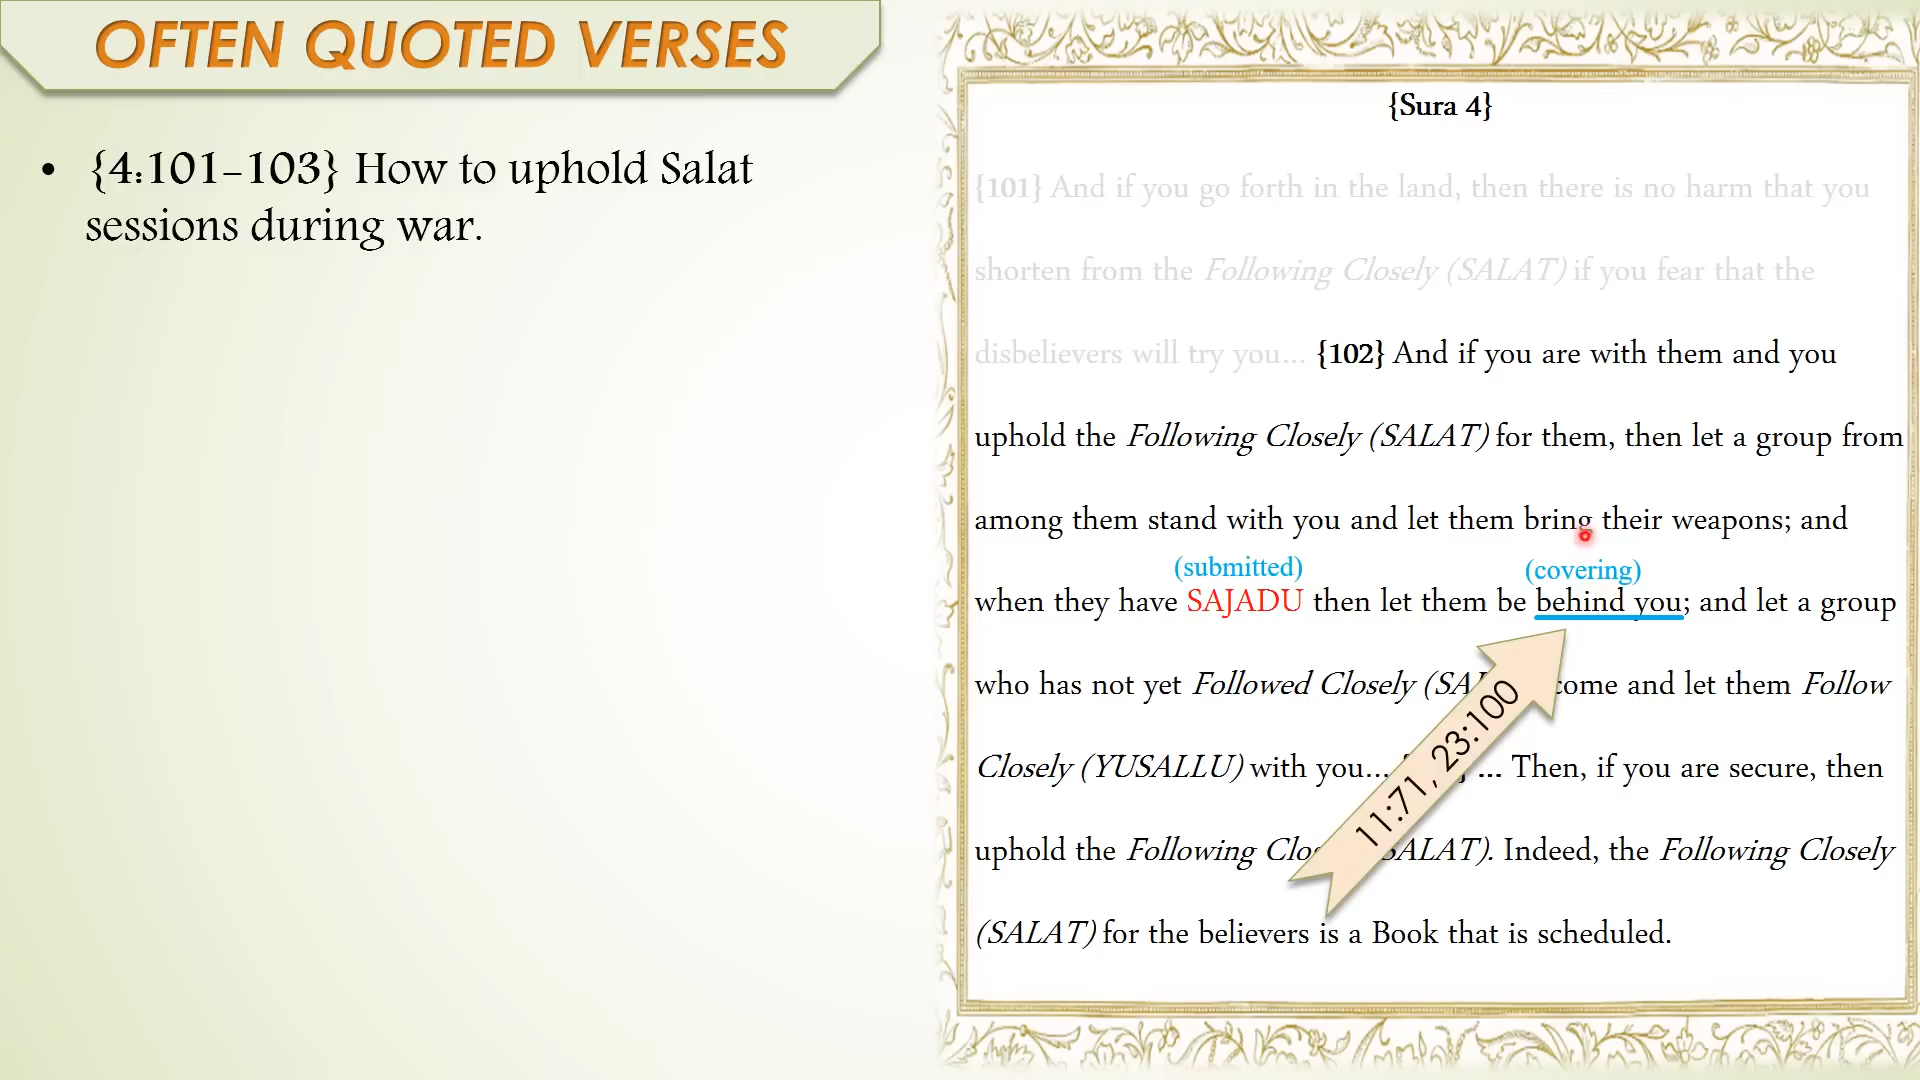 OFTEN QUOTED VERSES
• {4:101-103} How to uphold Salat
sessions during war.
{Sura 4}
{101} And if you go forth in the land, then there is no harm that you
shorten from the Following Closely (SALAT) if you fear that the
disbelievers will try you... {102} And if you are with them and you
uphold the Following Closely (SALAT) for them, then let a group from
among them stand with you and let them bring their weapons; and
(submitted) (covering)
when they have SAJADU then let them be behind you; and let a group
who has not yet Followed Closely come and let them Follow
Closely (YUSALLU) with you... ... Then, if you are secure, then
uphold the Following SALAT). Indeed, the Following Closely
(SALAT) for the believers is a Book that is scheduled.
11:71, 23:100